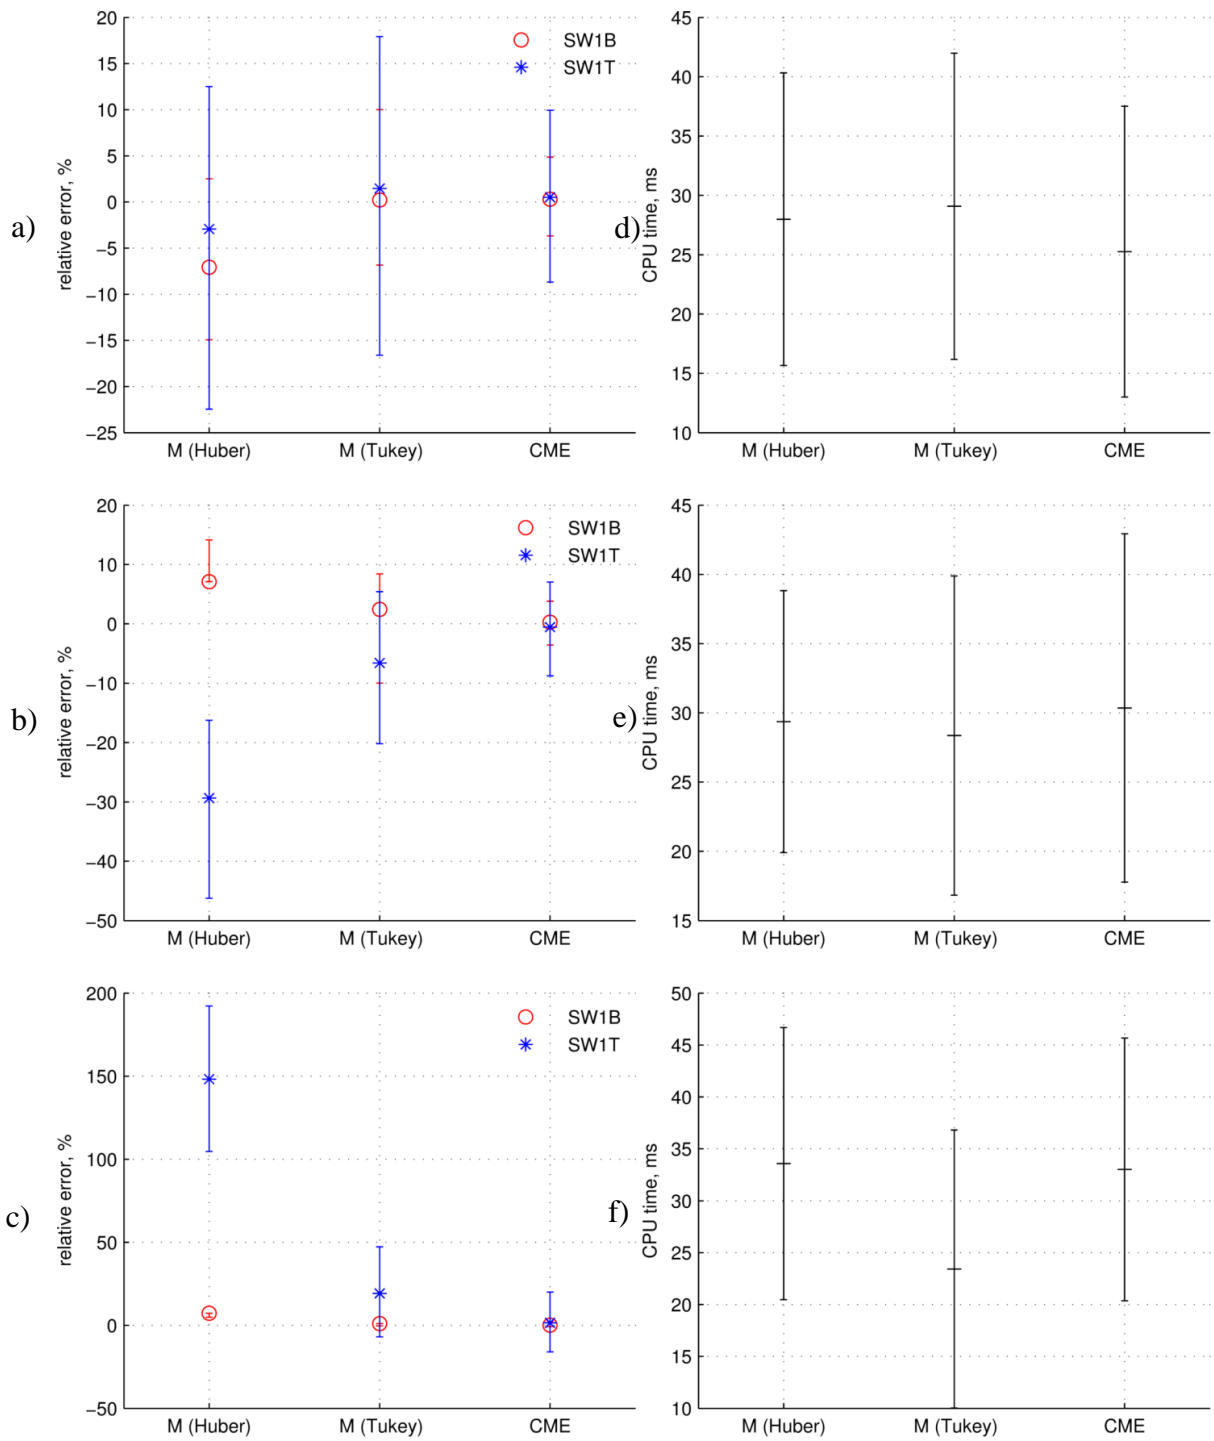 a)
relative error, %
20
15
10
5
0
−5
−10
−15
−20
−25
M (Huber)
M (Tukey)
CME
SW1B
SW1T
d)
CPU time, ms
45
40
35
30
25
20
15
10
M (Huber)
M (Tukey)
CME
b)
relative error, %
20
10
0
−10
−20
−30
−40
−50
M (Huber)
M (Tukey)
CME
SW1B
SW1T
e)
CPU time, ms
45
40
35
30
25
20
15
M (Huber)
M (Tukey)
CME
c)
relative error, %
200
150
100
50
0
−50
M (Huber)
M (Tukey)
CME
SW1B
SW1T
f)
CPU time, ms
50
45
40
35
30
25
20
15
10
M (Huber)
M (Tukey)
CME